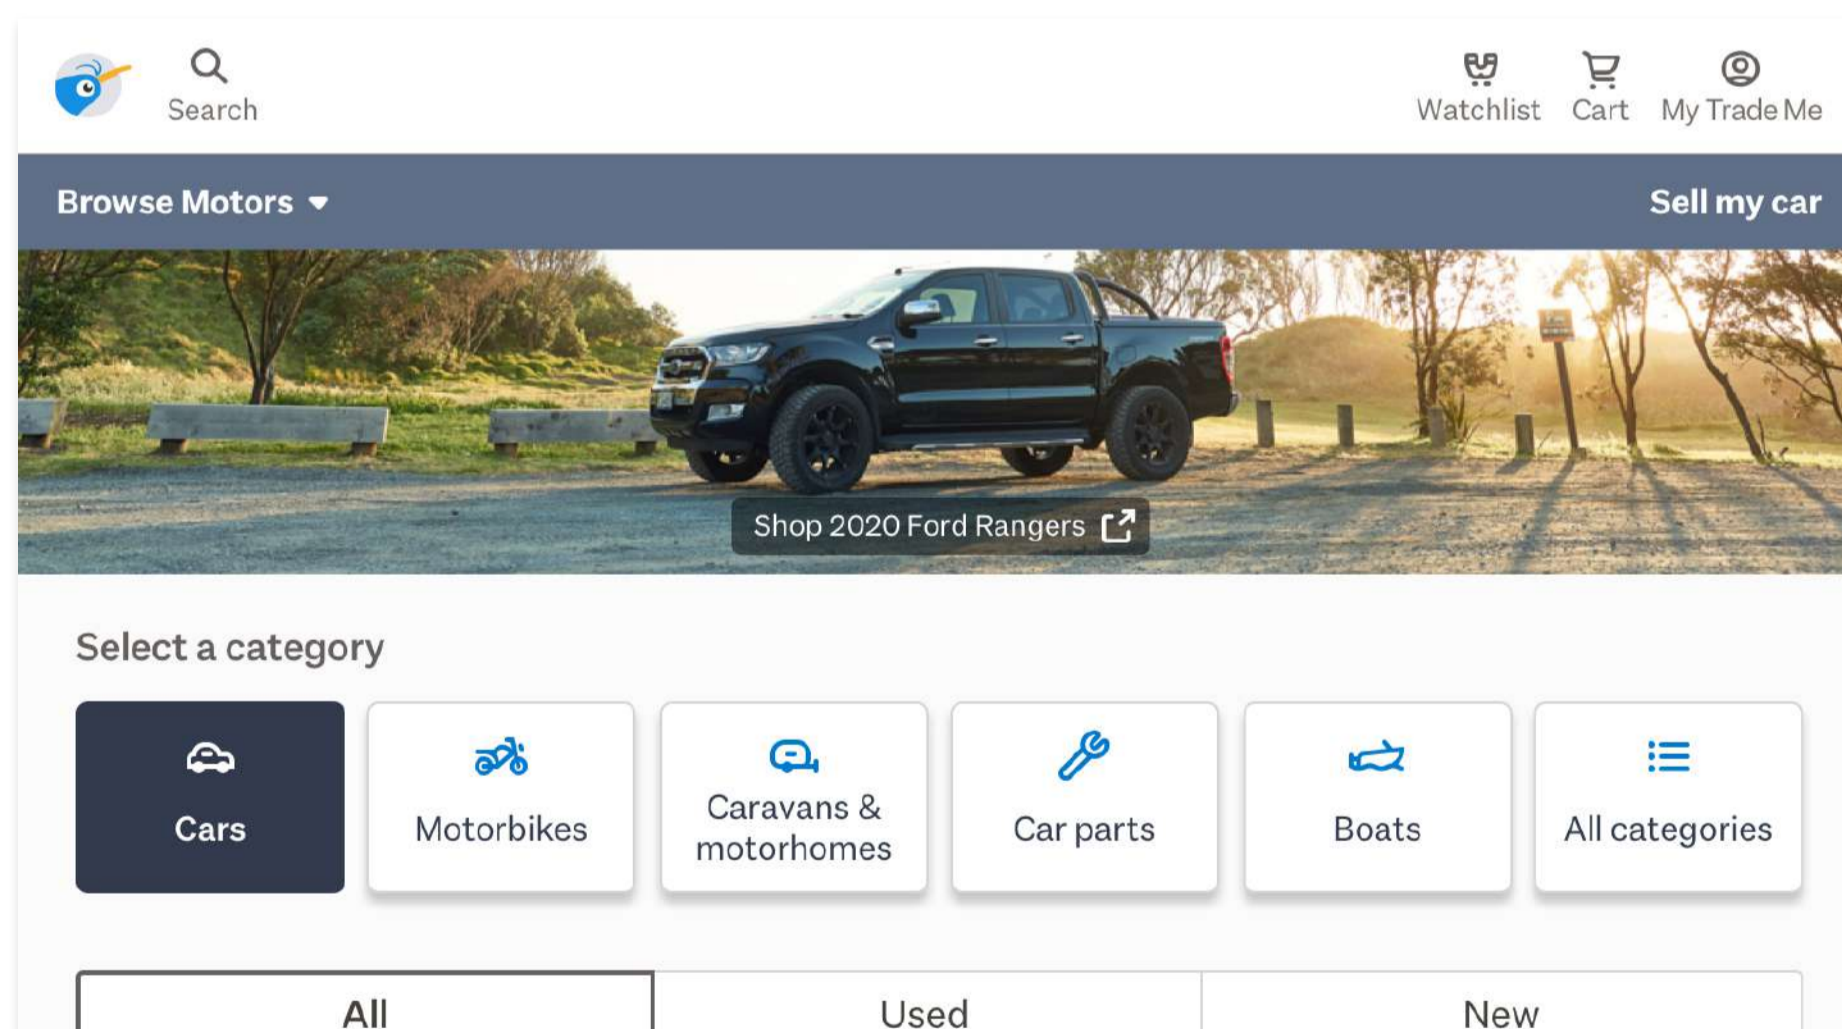 Search
Watchlist
Cart
My Trade Me
Browse Motors
Sell my car
Shop 2020 Ford Rangers
Select a category
Cars
Motorbikes
Caravans &
motorhomes
Car parts
Boats
All categories
All
Used
New